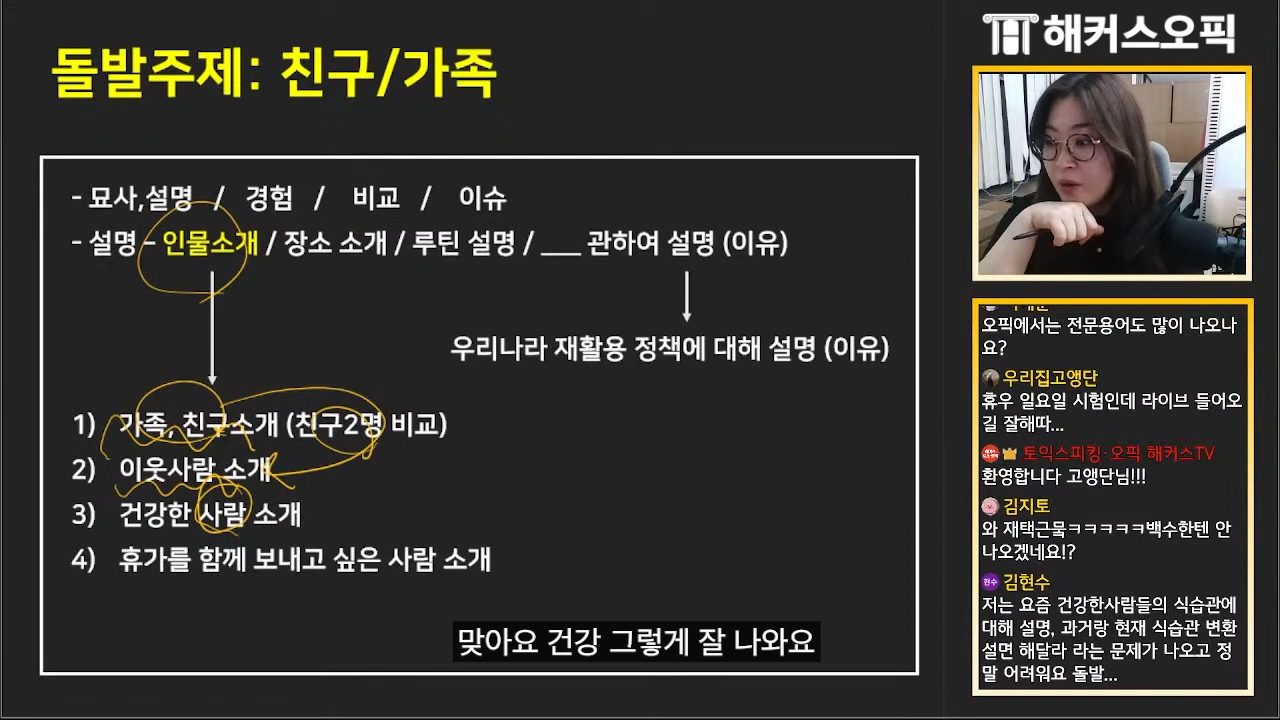 돌발주제: 친구/가족
- 묘사,설명 / 경험 / 비교 / 이슈
- 설명 – 인물소개 / 장소 소개 / 루틴 설명 / ___ 관하여 설명 (이유)
우리나라 재활용 정책에 대해 설명 (이유)
1) 가족, 친구소개 (친구2명 비교)
2) 이웃사람 소개
3) 건강한 사람 소개
4) 휴가를 함께 보내고 싶은 사람 소개
맞아요 건강 그렇게 잘 나와요
해커스오픽
오픽에서는 전문용어도 많이 나오나
요?
우리집고앵단
휴우 일요일 시험인데 라이브 들어오
길 잘해따...
토익스피킹·오픽 해커스TV
환영합니다 고앵단님!!!
김지토
와 재택근뭌ㅋㅋㅋㅋㅋ백수한텐 안
나오겠네요!?
현수 김현수
저는 요즘 건강한사람들의 식습관에
대해 설명, 과거랑 현재 식습관 변환
설면 해달라 라는 문제가 나오고 정
말 어려워요 돌발...